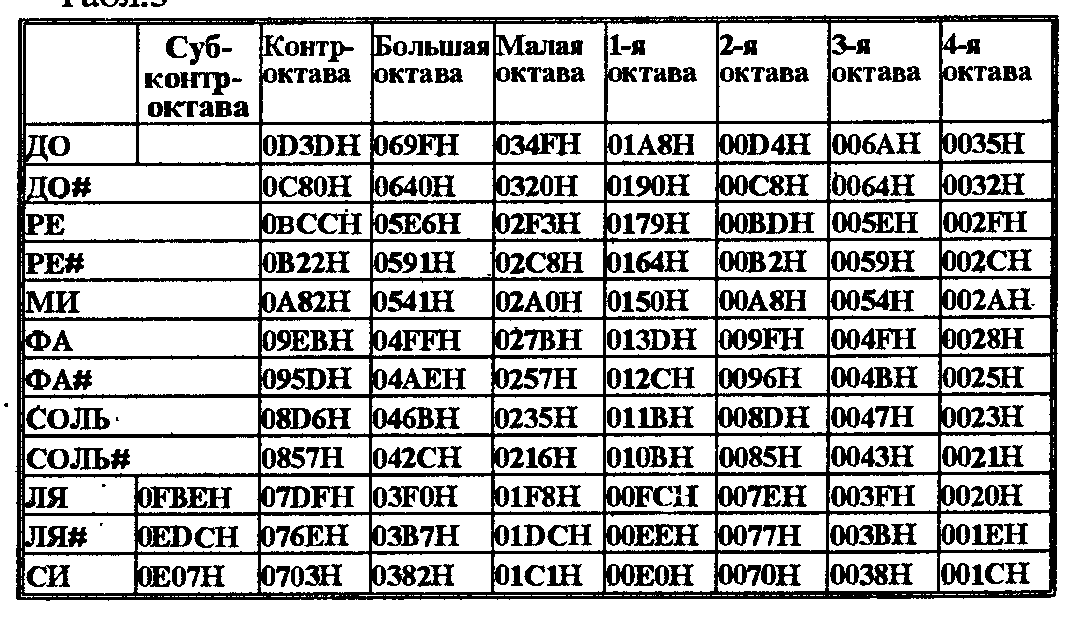 Табл.3
Суб-контр-октава Контр-октава Большая октава Малая октава 1-я октава 2-я октава 3-я октава 4-я октава
ДО 0D3DH 069FH 034FH 01A8H 00D4H 006AH 0035H
ДО# 0C80H 0640H 0320H 0190H 00C8H 0064H 0032H
РЕ 0BCCH 05E6H 02F3H 0179H 00BDH 005EH 002FH
РЕ# 0B22H 0591H 02C8H 0164H 00B2H 0059H 002CH
МИ 0A82H 0541H 02A0H 0150H 00A8H 0054H 002AH
ФА 09EBH 04FFH 027BH 013DH 009FH 004FH 0028H
ФА# 095DH 04AEH 0257H 012CH 0096H 004BH 0025H
СОЛЬ 08D6H 046BH 0235H 011BH 008DH 0047H 0023H
СОЛЬ# 0857H 042CH 0216H 010BH 0085H 0043H 0021H
ЛЯ 0FBEH 07DFH 03F0H 01F8H 00FCH 007EH 003FH 0020H
ЛЯ# 0EDCH 076EH 03B7H 01DCH 00EEH 0077H 003BH 001EH
СИ 0E07H 0703H 0382H 01C1H 00E0H 0070H 0038H 001CH